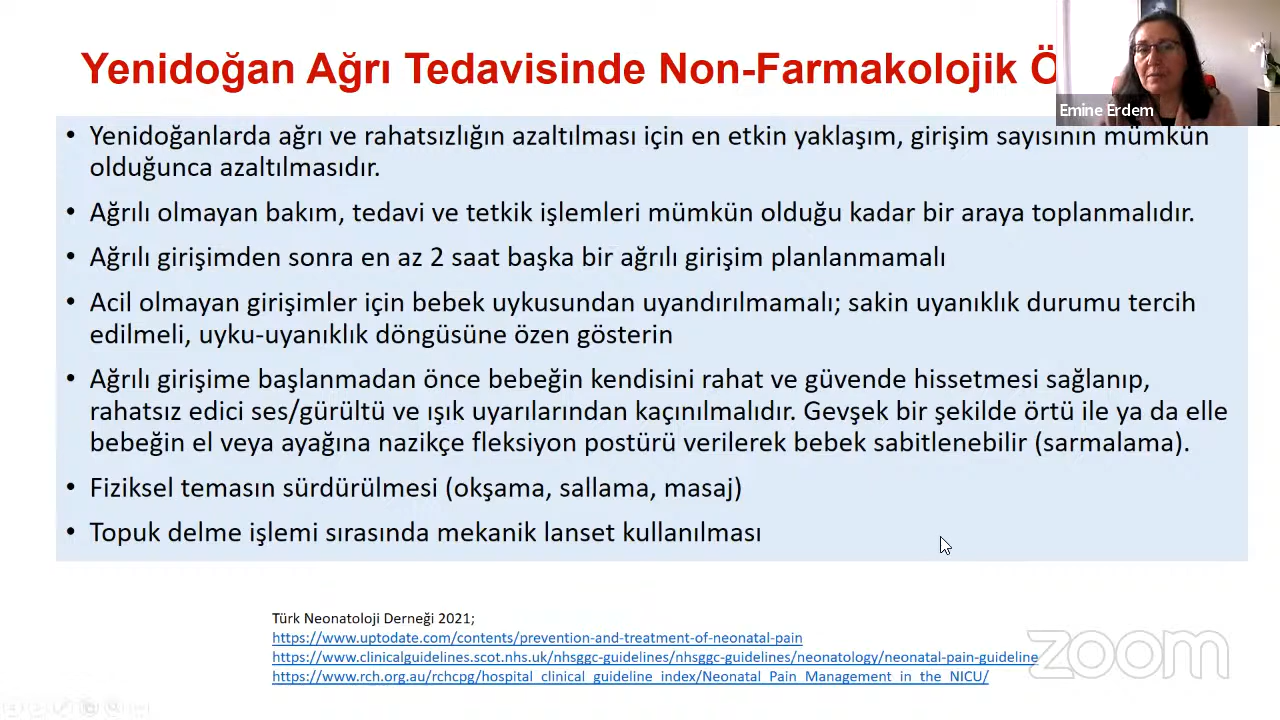 Yenidoğan Ağrı Tedavisinde Non-Farmakolojik Ö
Emine Erdem
• Yenidoğanlarda ağrı ve rahatsızlığın azaltılması için en etkin yaklaşım, girişim sayısının mümkün
olduğunca azaltılmasıdır.
• Ağrılı olmayan bakım, tedavi ve tetkik işlemleri mümkün olduğu kadar bir araya toplanmalıdır.
• Ağrılı girişimden sonra en az 2 saat başka bir ağrılı girişim planlanmamalı
• Acil olmayan girişimler için bebek uykusundan uyandırılmamalı; sakin uyanıklık durumu tercih
edilmeli, uyku-uyanıklık döngüsüne özen gösterin
• Ağrılı girişime başlanmadan önce bebeğin kendisini rahat ve güvende hissetmesi sağlanıp,
rahatsız edici ses/gürültü ve ışık uyarılarından kaçınılmalıdır. Gevşek bir şekilde örtü ile ya da elle
bebeğin el veya ayağına nazikçe fleksiyon postürü verilerek bebek sabitlenebilir (sarmalama).
• Fiziksel temasın sürdürülmesi (okşama, sallama, masaj)
• Topuk delme işlemi sırasında mekanik lanset kullanılması
Türk Neonatoloji Derneği 2021;
https://www.uptodate.com/contents/prevention-and-treatment-of-neonatal-pain
https://www.clinicalguidelines.scot.nhs.uk/nhsggc-guidelines/nhsggc-guidelines/neonatology/neonatal-pain-guideline
https://www.rch.org.au/rchcpg/hospital_clinical_guideline_index/Neonatal_Pain_Management_in_the_NICU/
zoom